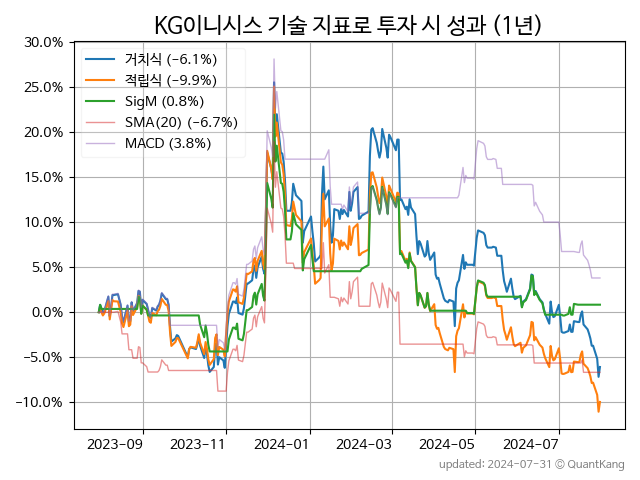 KG이니시스 기술 지표로 투자 시 성과 (1년)
30.0%
25.0%
20.0%
15.0%
10.0%
5.0%
0.0%
−5.0%
−10.0%
거치식 (−6.1%)
적립식 (−9.9%)
SigM (0.8%)
SMA(20) (−6.7%)
MACD (3.8%)
2023−09 2023−11 2024−01 2024−03 2024−05 2024−07
updated: 2024-07-31 © QuantKang